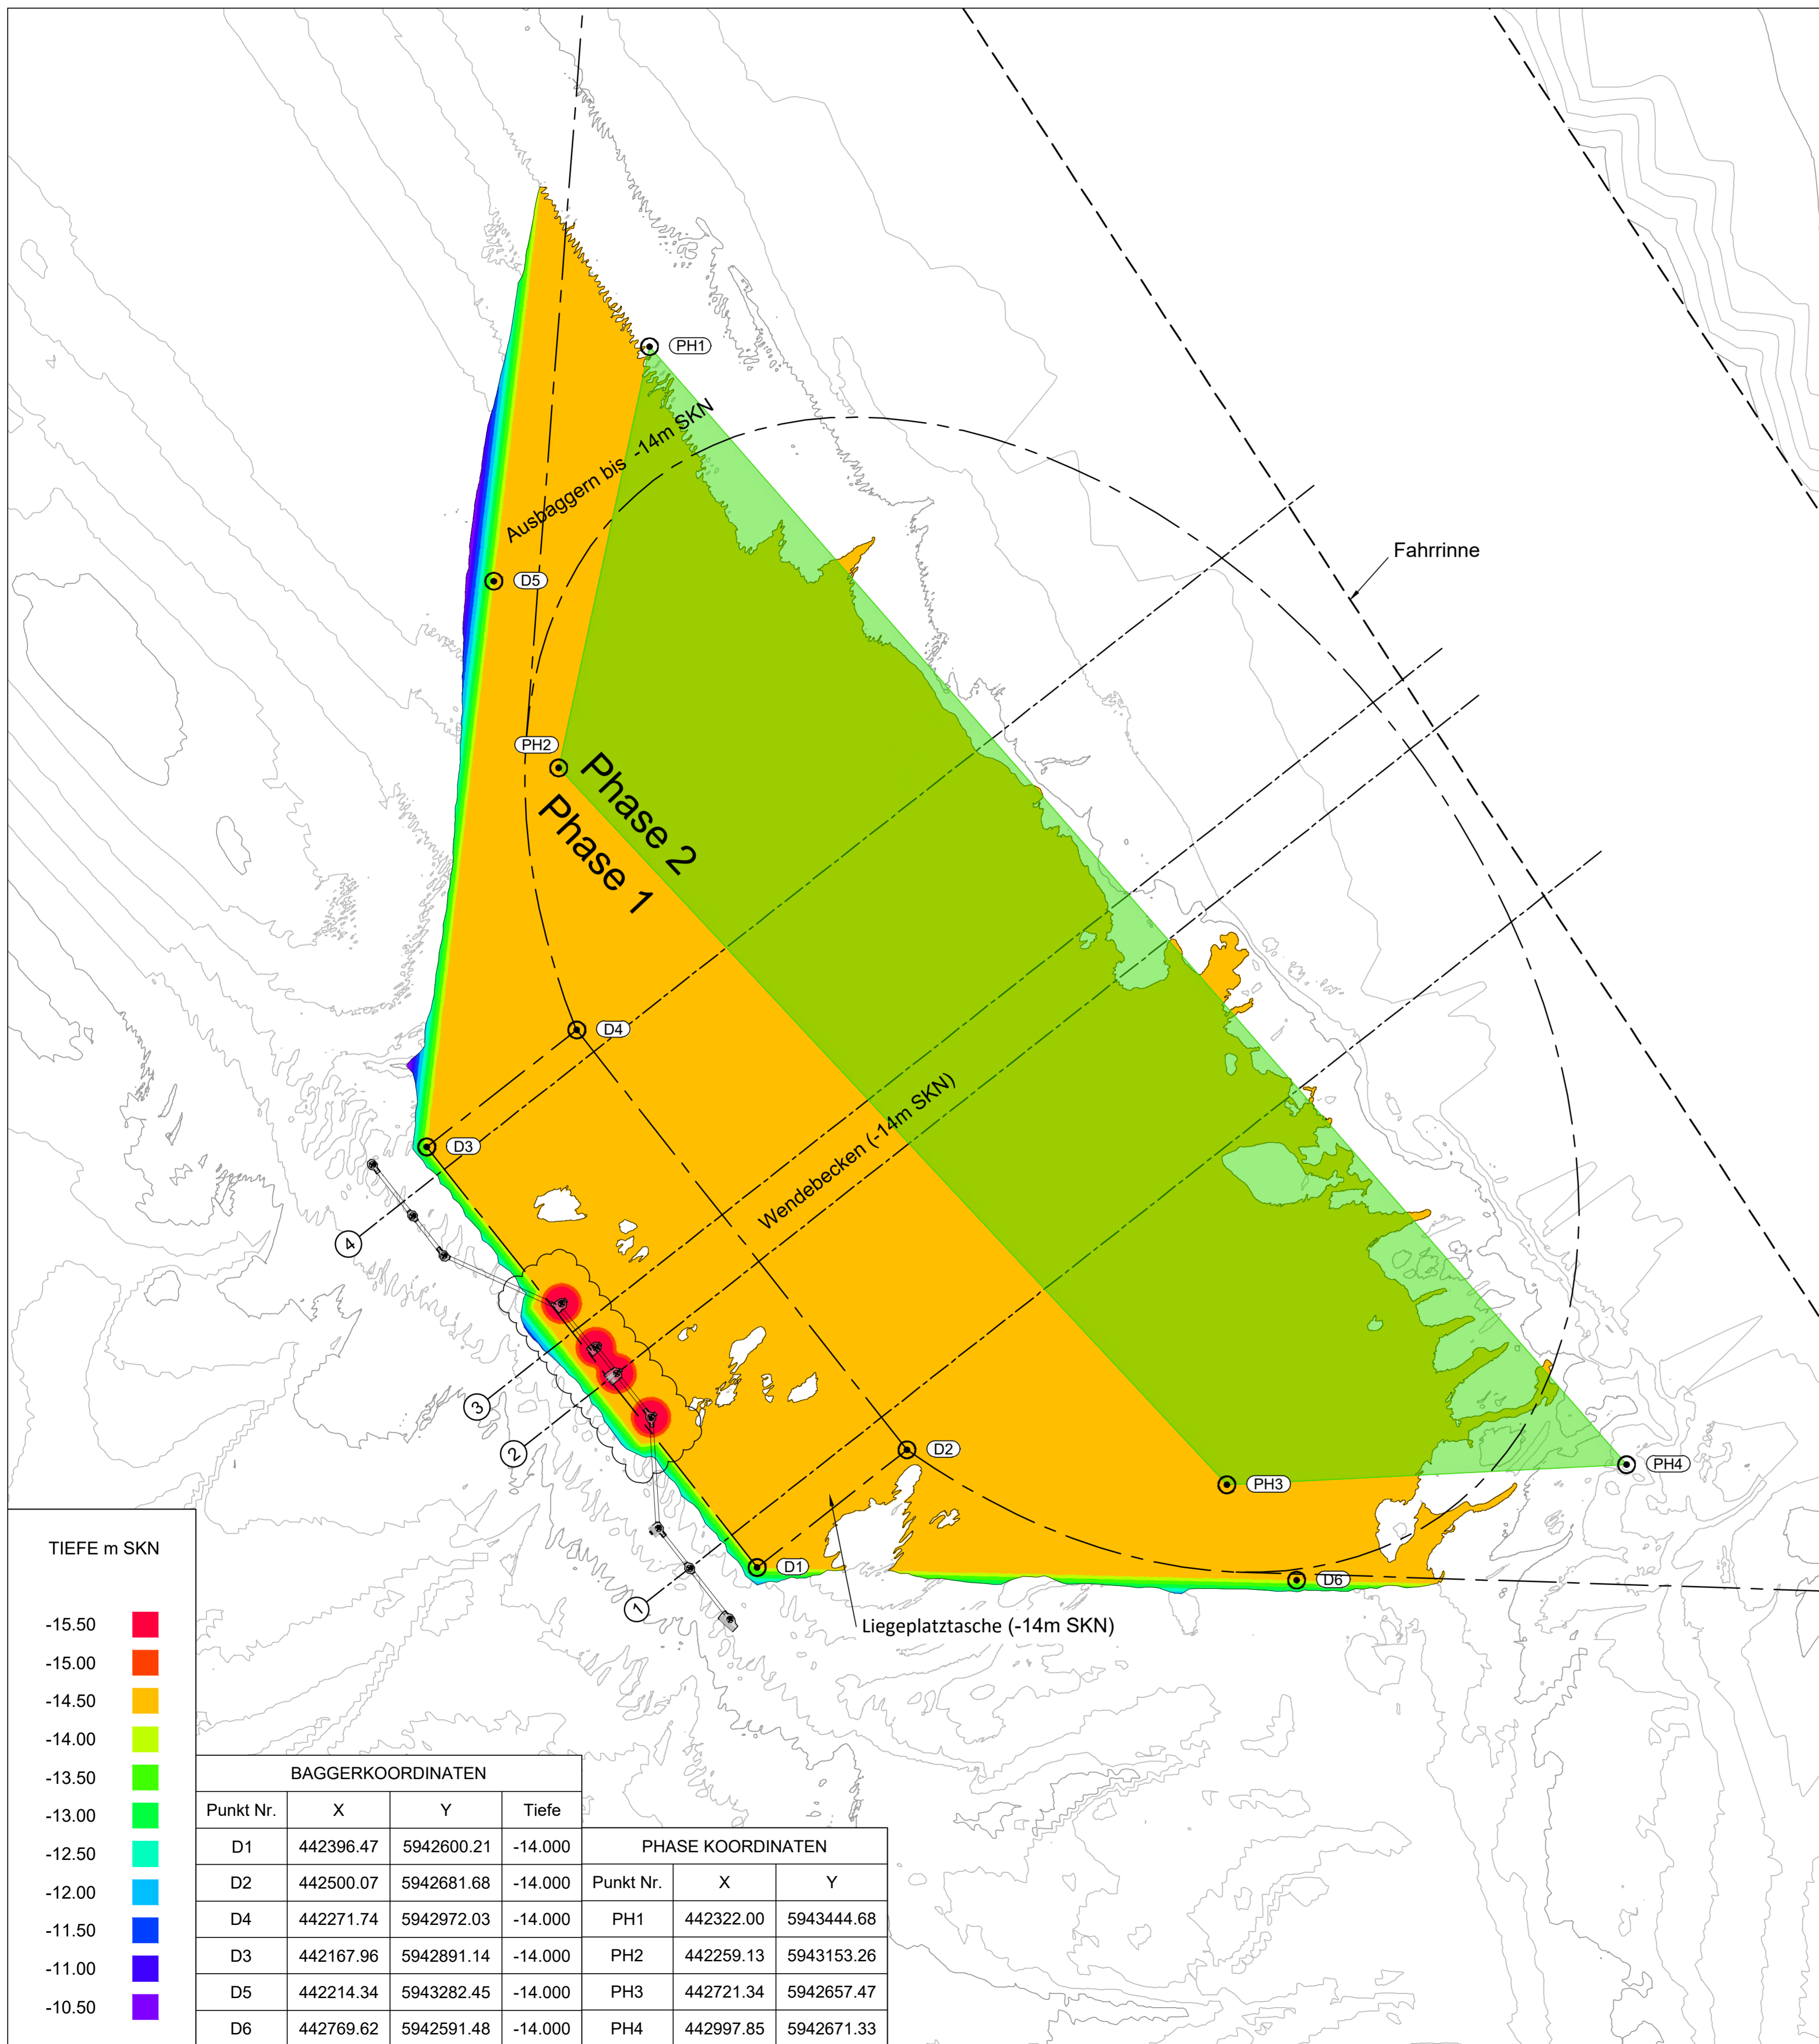 PH1
Ausbaggern bis -14m SKN
Fahrrinne
D5
PH2
Phase 2
Phase 1
D4
Wendebecken (-14m SKN)
D3
4
3
2
1
D2
PH4
PH3
D1
D6
Liegeplatztasche (-14m SKN)
TIEFE m SKN
-15.50
-15.00
-14.50
-14.00
-13.50
-13.00
-12.50
-12.00
-11.50
-11.00
-10.50
BAGGERKOORDINATEN
Punkt Nr. X Y Tiefe
D1 442396.47 5942600.21 -14.000
D2 442500.07 5942681.68 -14.000
D4 442271.74 5942972.03 -14.000
D3 442167.96 5942891.14 -14.000
D5 442214.34 5943282.45 -14.000
D6 442769.62 5942591.48 -14.000
PHASE KOORDINATEN
Punkt Nr. X Y
PH1 442322.00 5943444.68
PH2 442259.13 5943153.26
PH3 442721.34 5942657.47
PH4 442997.85 5942671.33